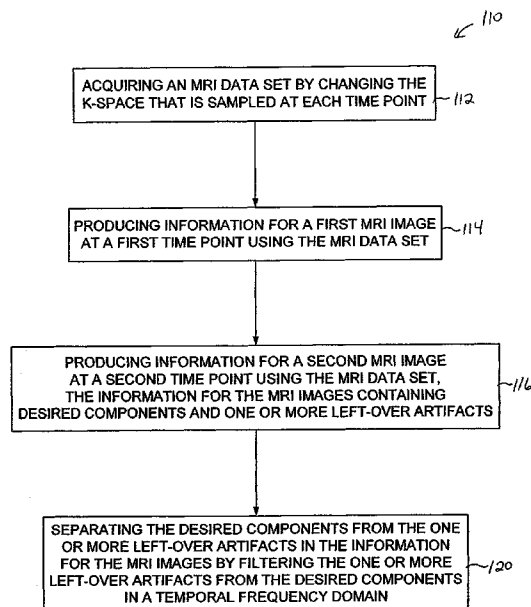 110
ACQUIRING AN MRI DATA SET BY CHANGING THE
K-SPACE THAT IS SAMPLED AT EACH TIME POINT
112
PRODUCING INFORMATION FOR A FIRST MRI IMAGE
AT A FIRST TIME POINT USING THE MRI DATA SET
114
PRODUCING INFORMATION FOR A SECOND MRI IMAGE
AT A SECOND TIME POINT USING THE MRI DATA SET,
THE INFORMATION FOR THE MRI IMAGES CONTAINING
DESIRED COMPONENTS AND ONE OR MORE LEFT-OVER ARTIFACTS
116
SEPARATING THE DESIRED COMPONENTS FROM THE ONE
OR MORE LEFT-OVER ARTIFACTS IN THE INFORMATION
FOR THE MRI IMAGES BY FILTERING THE ONE OR MORE
LEFT-OVER ARTIFACTS FROM THE DESIRED COMPONENTS
IN A TEMPORAL FREQUENCY DOMAIN
120